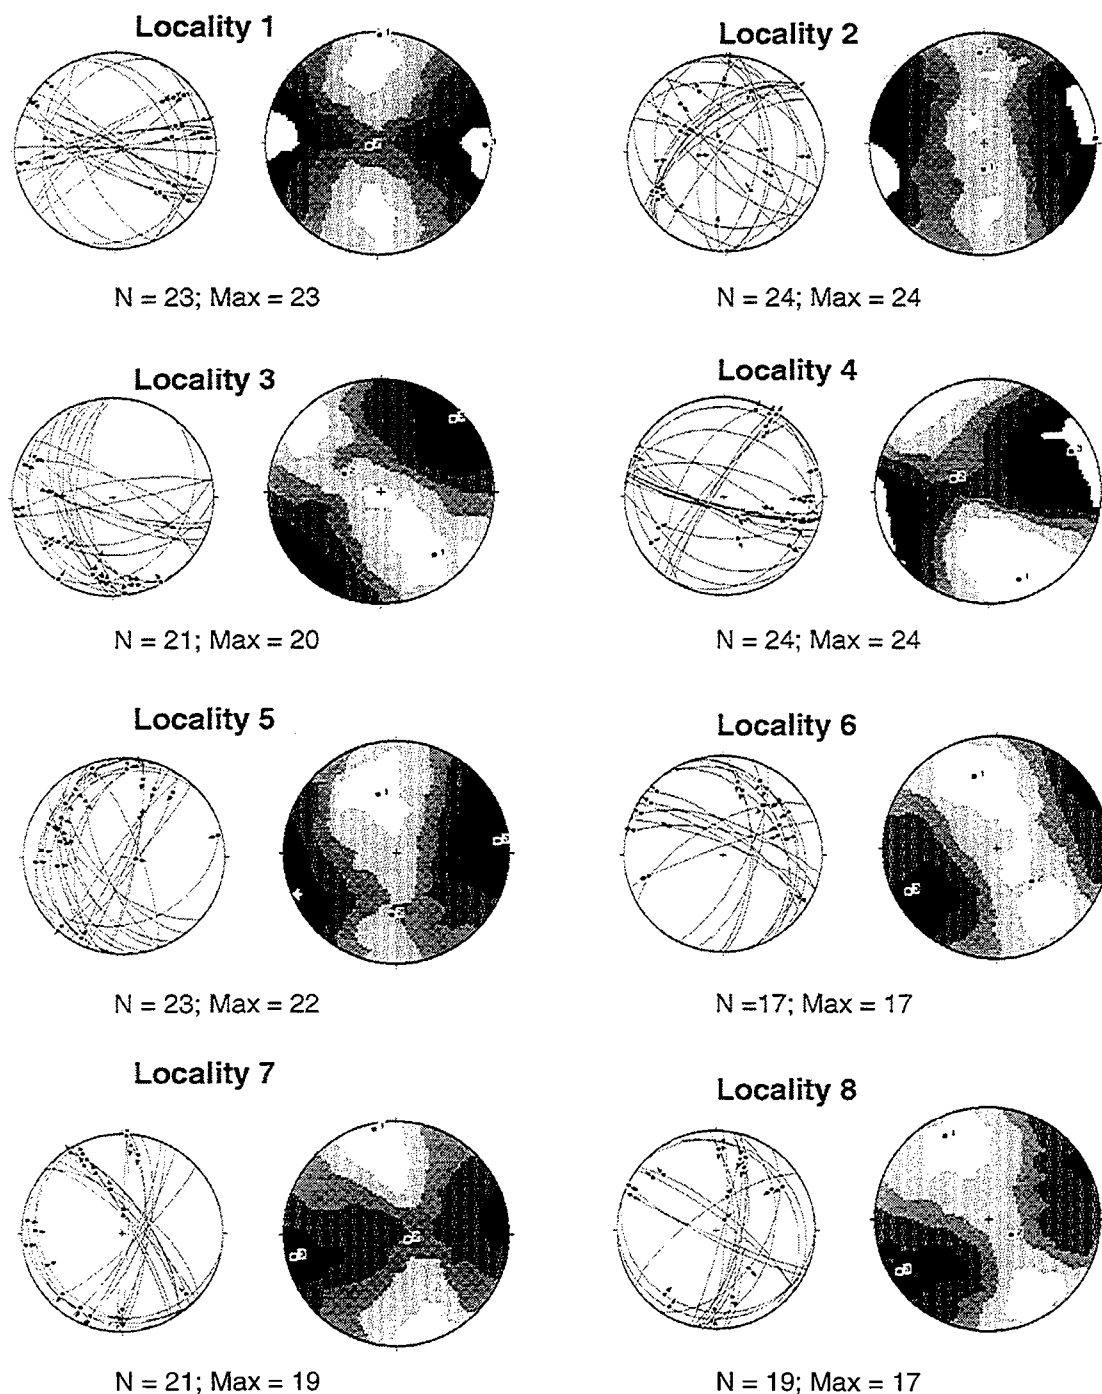 Locality 1
Locality 2
N = 23; Max = 23
N = 24; Max = 24
Locality 3
Locality 4
N = 21; Max = 20
N = 24; Max = 24
Locality 5
Locality 6
N = 23; Max = 22
N =17; Max = 17
Locality 7
Locality 8
N = 21; Max = 19
N = 19; Max = 17